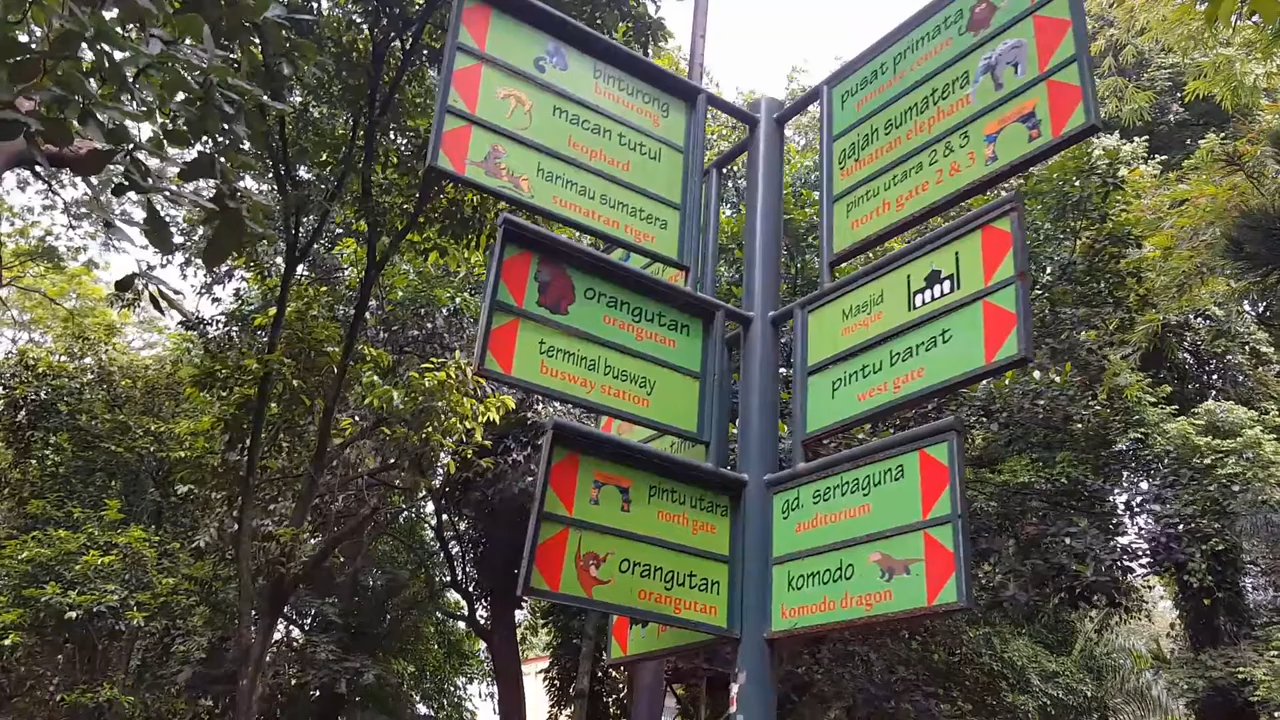 binturong
binturong
macan tutul
leophard
harimau sumatera
sumatran tiger
orangutan
orangutan
terminal busway
busway station
pintu utara
north gate
orangutan
orangutan
pusat primata
primate centre
gajah sumatera
sumatran elephant
pintu utara 2 & 3
north gate 2 & 3
Masjid
mosque
pintu barat
west gate
gd. serbaguna
auditorium
komodo
komodo dragon